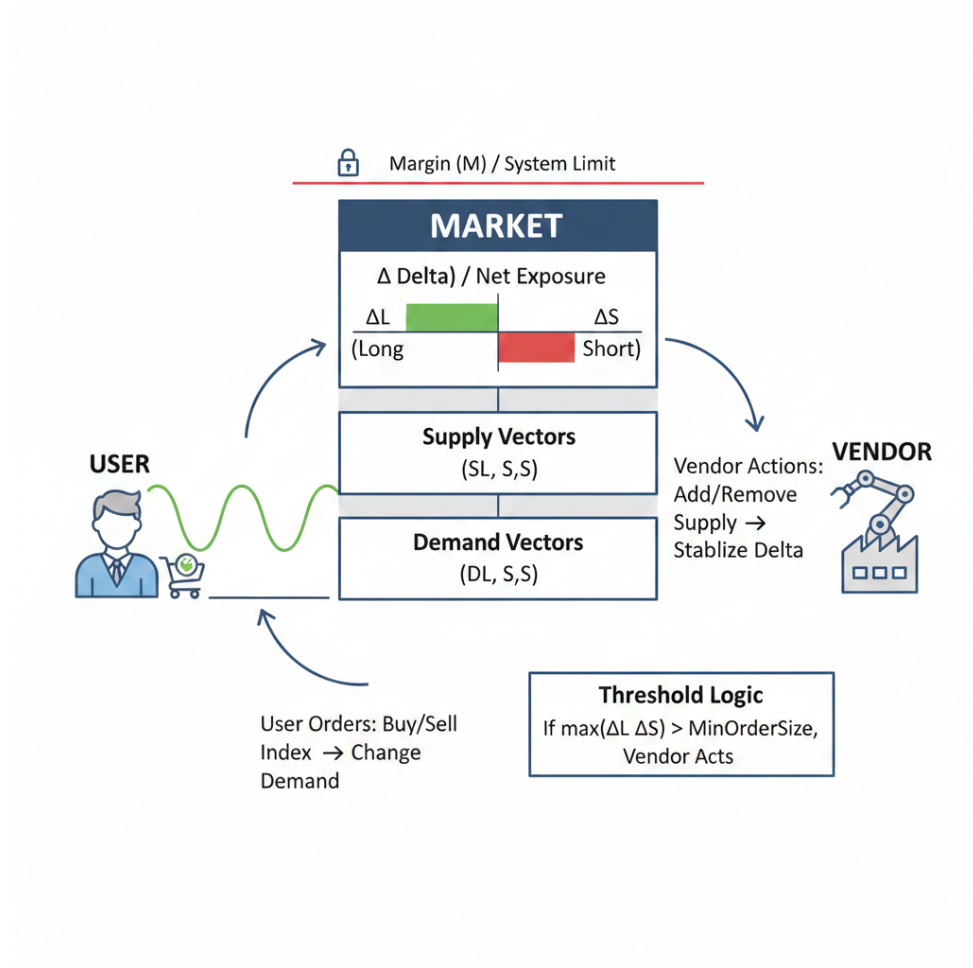 Margin (M) / System Limit
MARKET
Δ Delta) / Net Exposure
ΔL
ΔS
(Long
Short)
Supply Vectors
(SL, S,S)
USER
VENDOR
Vendor Actions:
Add/Remove
Supply →
Stablize Delta
Demand Vectors
(DL, S,S)
User Orders: Buy/Sell
Index → Change
Demand
Threshold Logic
If max(ΔL ΔS) > MinOrderSize,
Vendor Acts